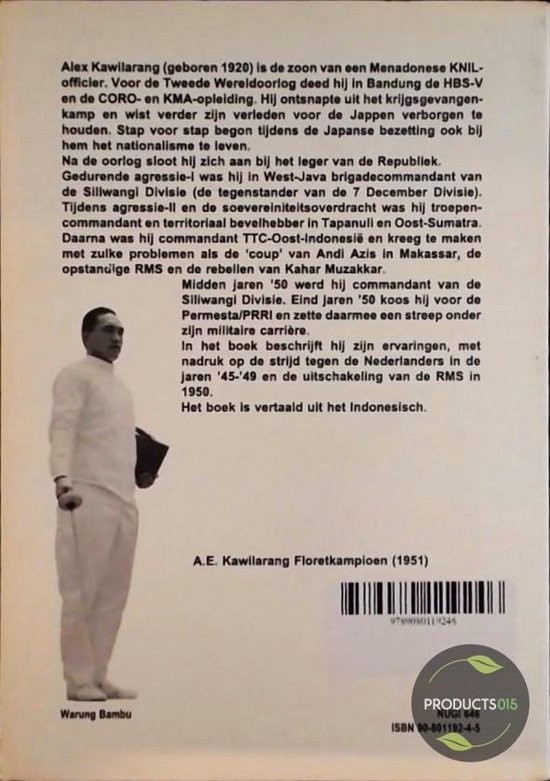 Alex Kawilarang (geboren 1920) is de zoon van een Menadonese KNIL-
officier. Voor de Tweede Wereldoorlog deed hij in Bandung de HBS-V
en de CORO- en KMA-opleiding. Hij ontsnapte uit het krijgsgevangen-
kamp en wist verder zijn verleden voor de Jappen verborgen te
houden. Stap voor stap begon tijdens de Japanse bezetting ook bij
hem het nationalisme te leven.
Na de oorlog sloot hij zich aan bij het leger van de Republiek.
Gedurende agressie-I was hij in West-Java brigadecommandant van
de Siliwangi Divisie (de tegenstander van de 7 December Divisie).
Tijdens agressie-II en de soevereiniteitsoverdracht was hij troepen-
commandant en territoriaal bevelhebber in Tapanuli en Oost-Sumatra.
Daarna was hij commandant TTC-Oost-Indonesië en kreeg te maken
met zulke problemen als de 'coup' van Andi Azis in Makassar, de
opstandige RMS en de rebellen van Kahar Muzakkar.
Midden jaren '50 werd hij commandant van de
Siliwangi Divisie. Eind jaren '50 koos hij voor de
Permesta/PRRI en zette daarmee een streep onder
zijn militaire carrière.
In het boek beschrijft hij zijn ervaringen, met
nadruk op de strijd tegen de Nederlanders in de
jaren '45-'49 en de uitschakeling van de RMS in
1950.
Het boek is vertaald uit het Indonesisch.
A.E. Kawilarang Floretkampioen (1951)
9789080119246
PRODUCTS015
Warung Bambu
NUGI 646
ISBN 90-801192-4-5